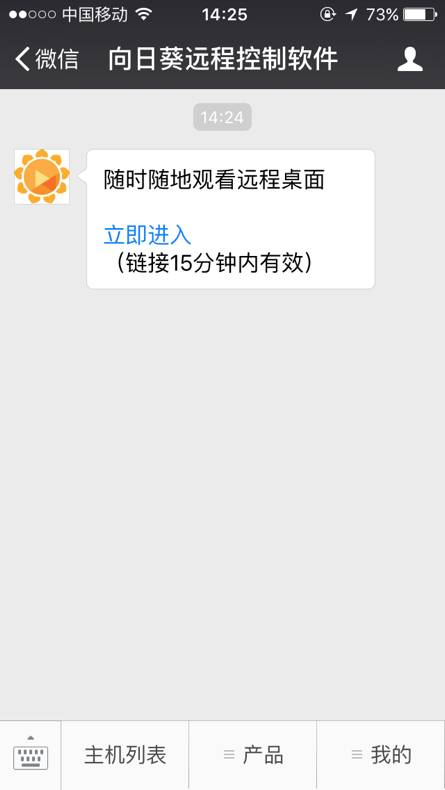 中国移动 14:25 73%
微信 向日葵远程控制软件
14:24
随时随地观看远程桌面
立即进入
（链接15分钟内有效）
主机列表 产品 我的